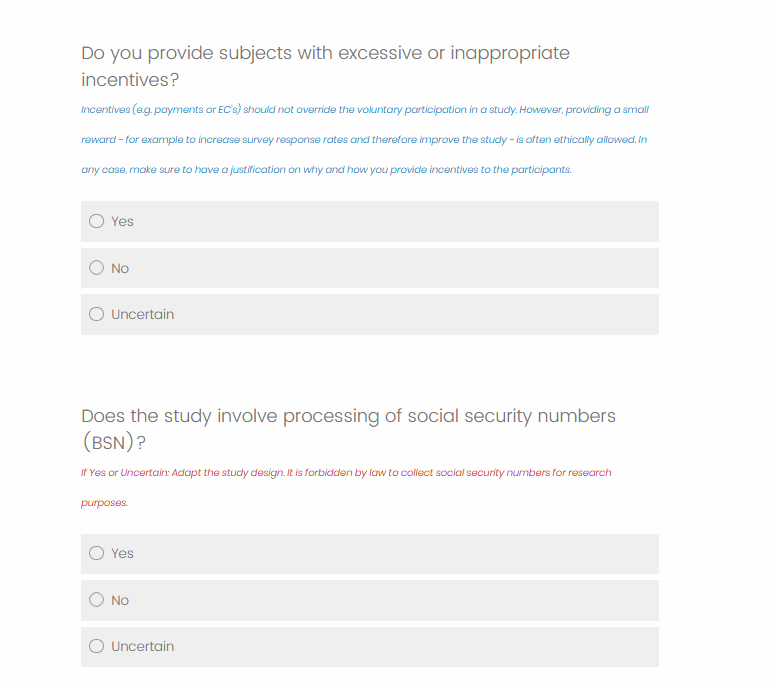 Do you provide subjects with excessive or inappropriate
incentives?
Incentives (e.g. payments or EC's) should not override the voluntary participation in a study. However, providing a small
reward - for example to increase survey response rates and therefore improve the study - is often ethically allowed. In
any case, make sure to have a justification on why and how you provide incentives to the participants.
Yes
No
Uncertain
Does the study involve processing of social security numbers
(BSN)?
If Yes or Uncertain: Adapt the study design. It is forbidden by law to collect social security numbers for research
purposes.
Yes
No
Uncertain